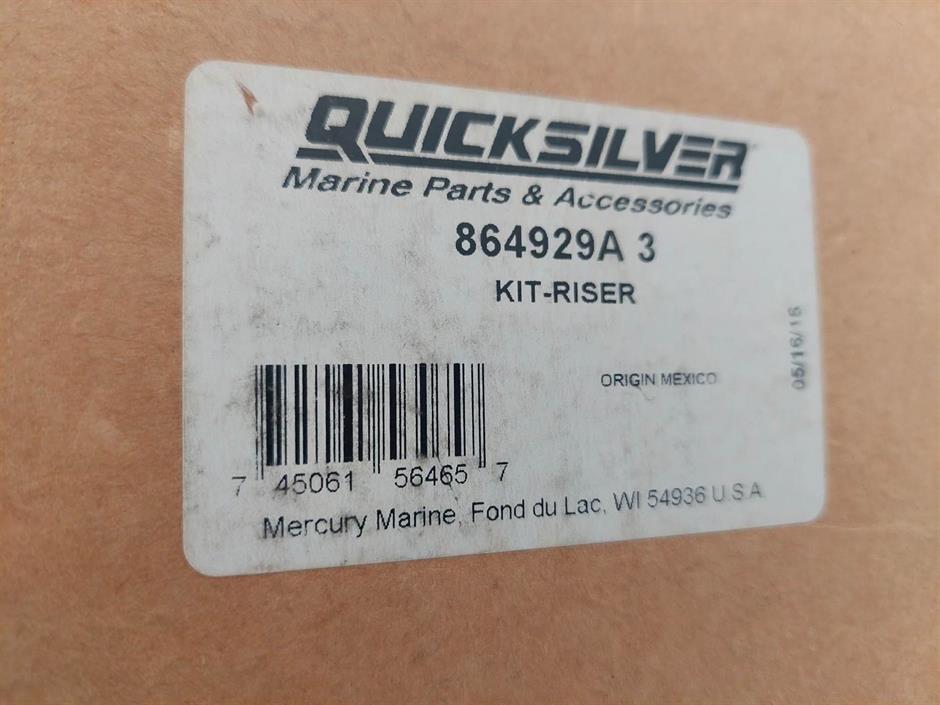 QUICKSILVER
Marine Parts & Accessories
864929A 3
KIT-RISER
ORIGIN MEXICO
05/16/16
7 45061 56465 7
Mercury Marine, Fond du Lac, WI 54936 U.S.A.